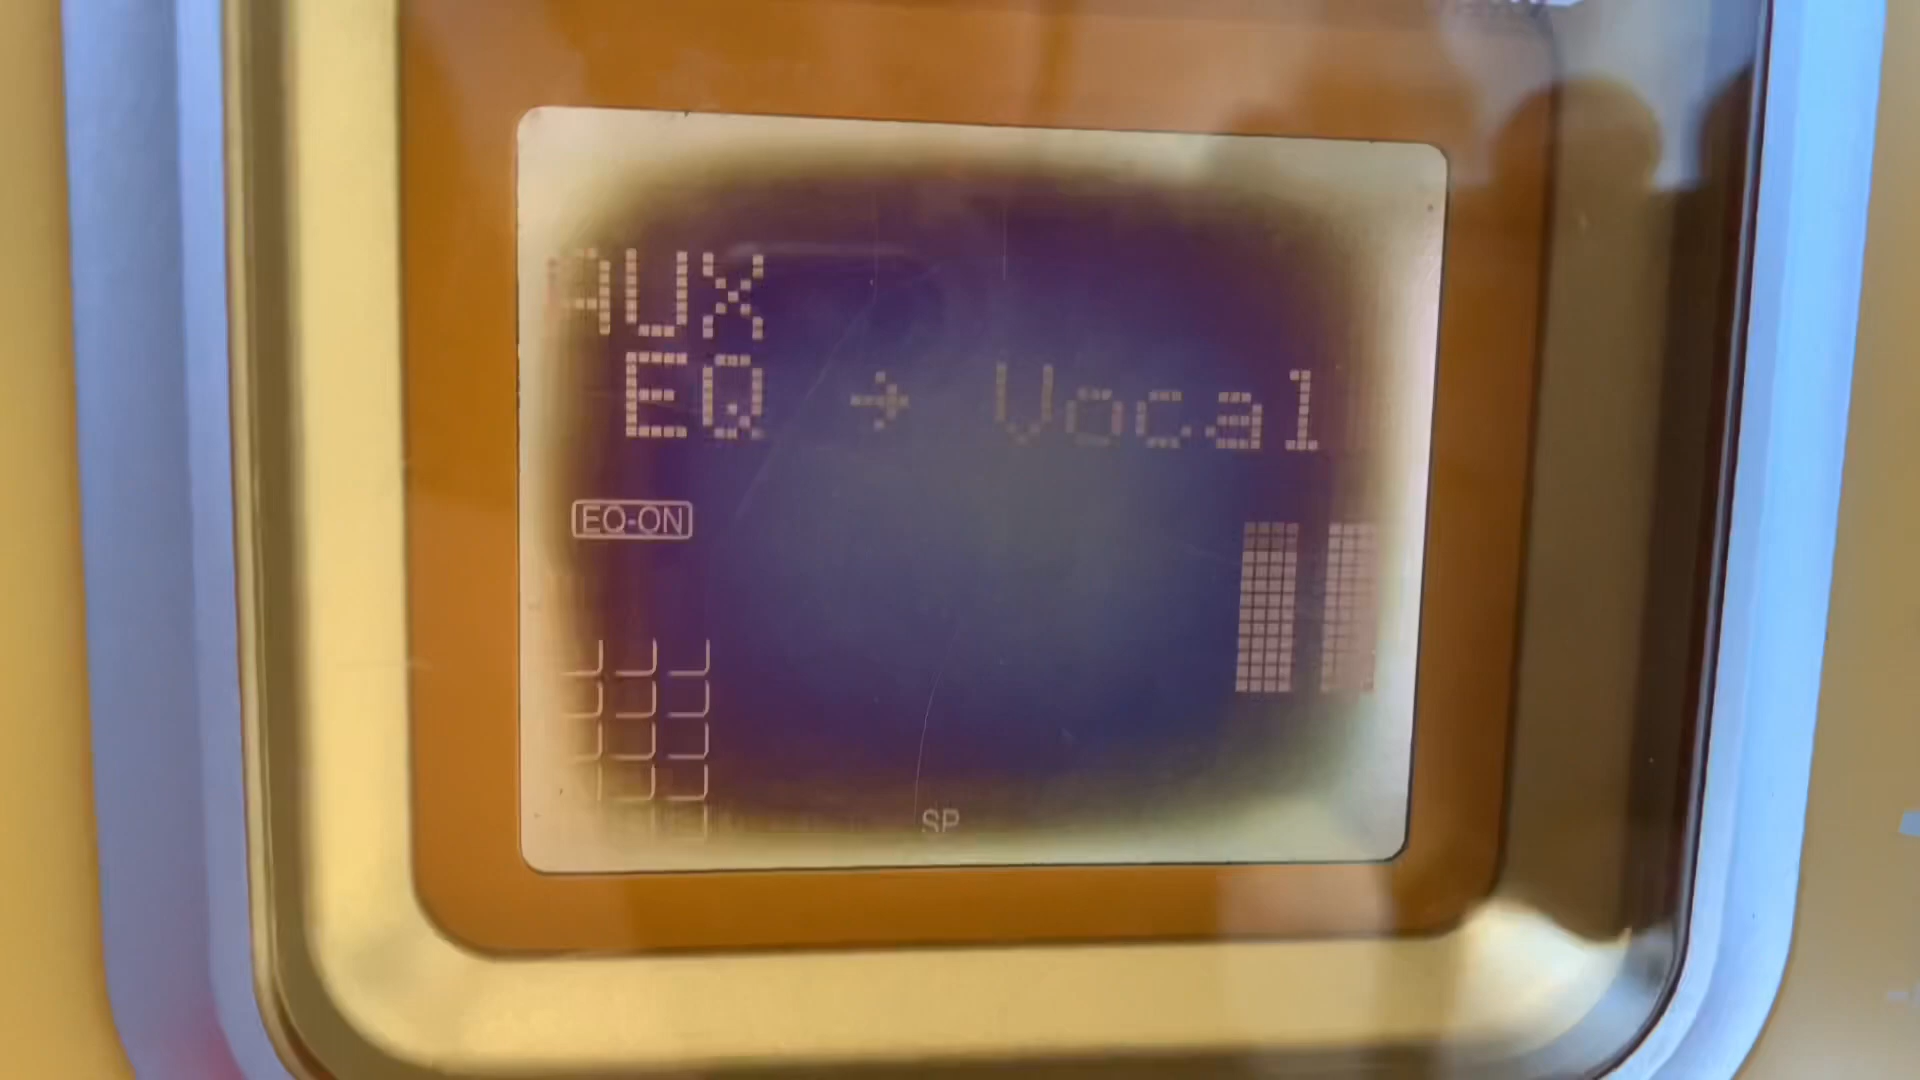 AUX
EQ → Vocal
EQ-ON
SP